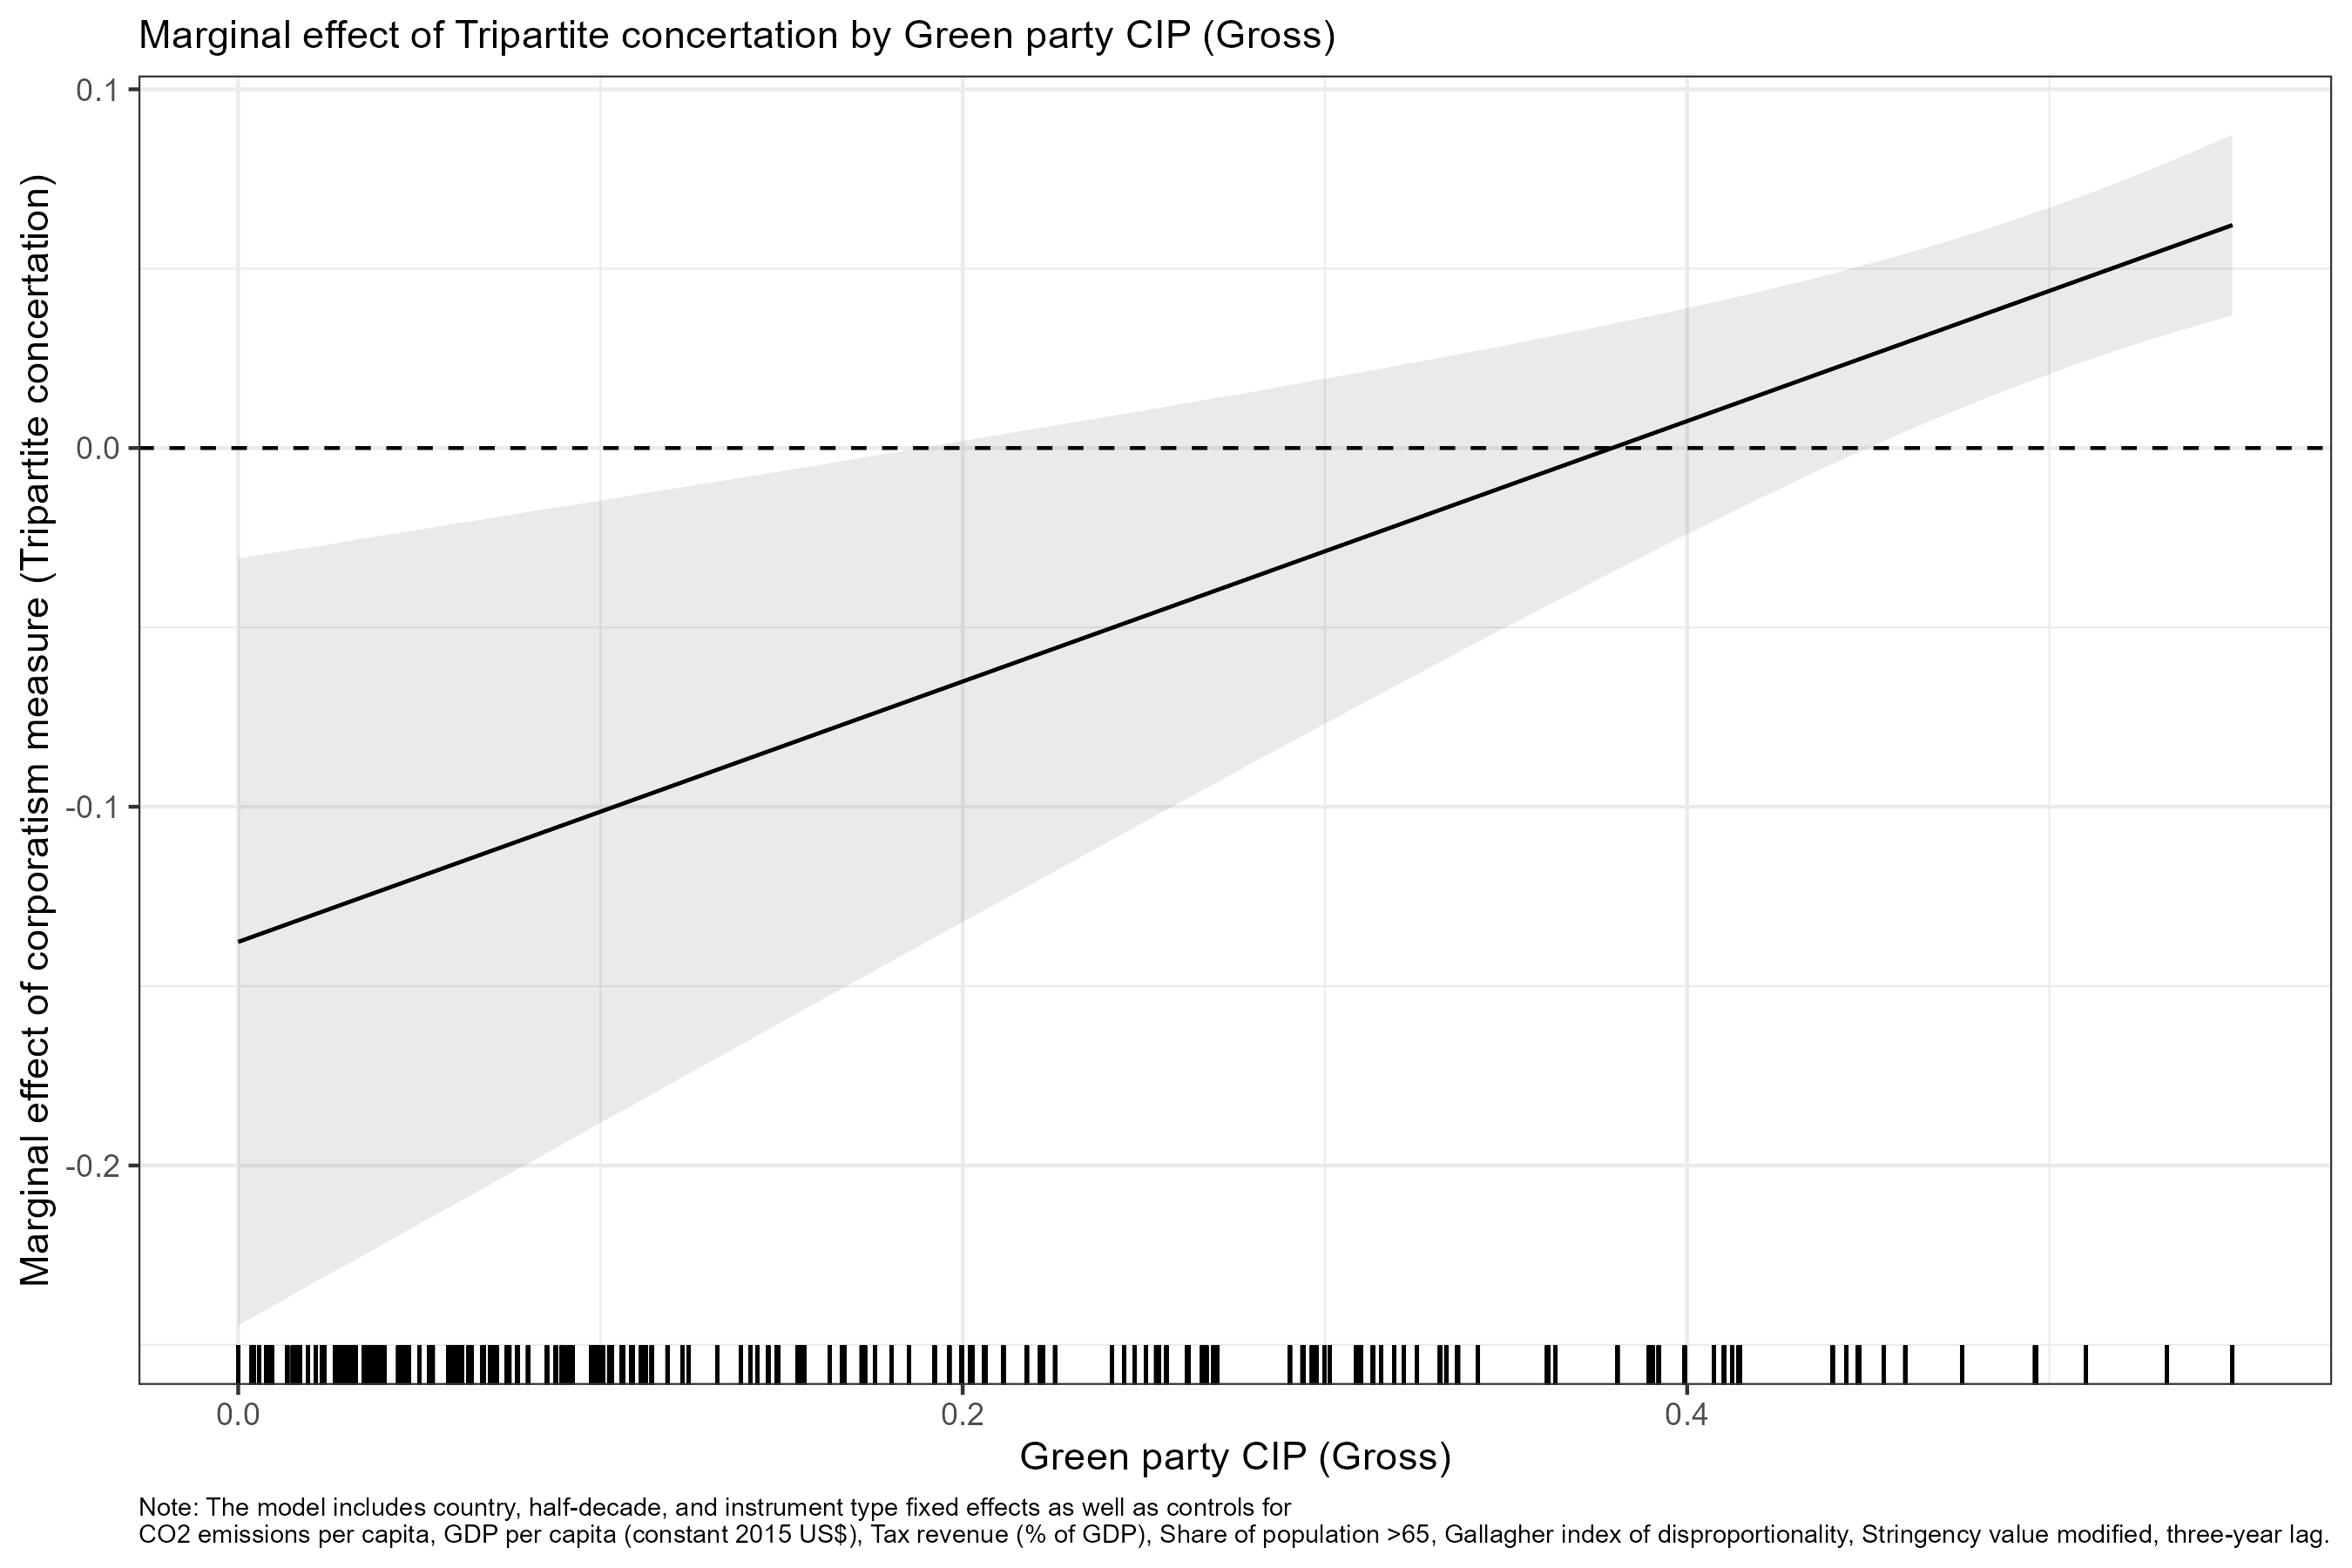 Marginal effect of Tripartite concertation by Green party CIP (Gross)
Marginal effect of corporatism measure (Tripartite concertation)
0.1
0.0
-0.1
-0.2
0.0
0.2
0.4
Green party CIP (Gross)
Note: The model includes country, half-decade, and instrument type fixed effects as well as controls for
CO2 emissions per capita, GDP per capita (constant 2015 US$), Tax revenue (% of GDP), Share of population >65, Gallagher index of disproportionality, Stringency value modified, three-year lag.